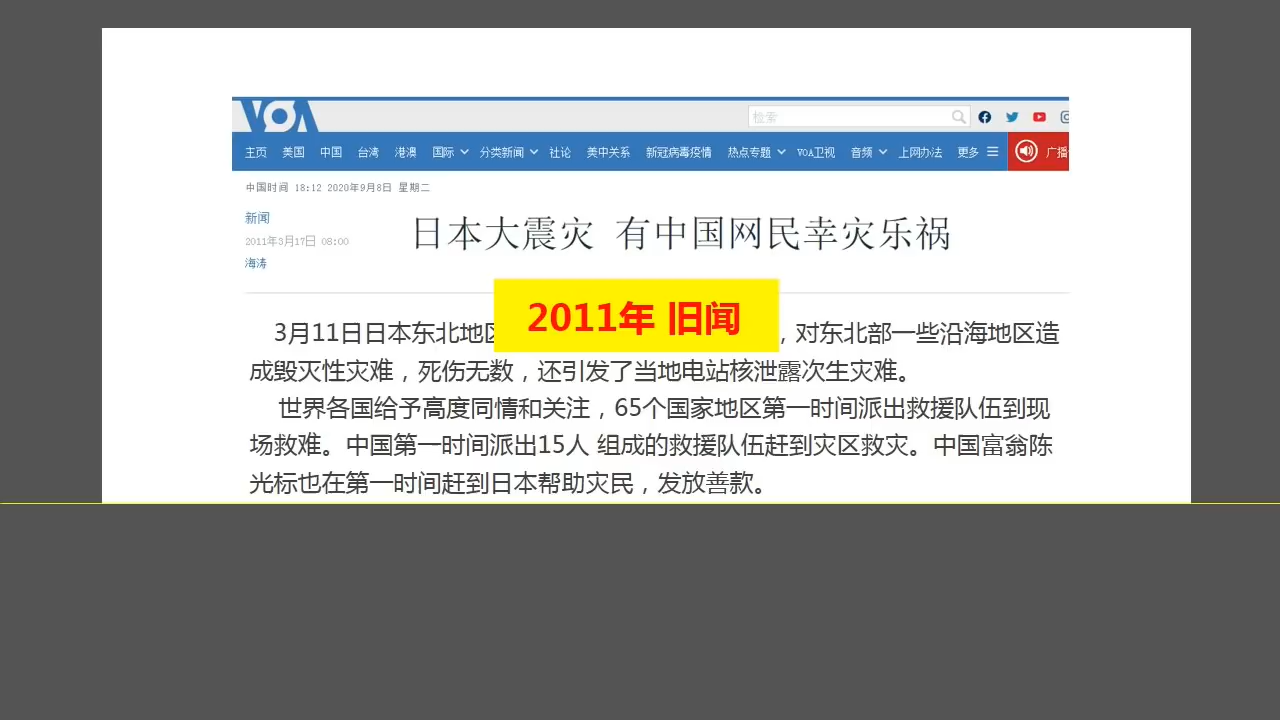 VOA
检索
主页 美国 中国 台湾 港澳 国际 分类新闻 社论 美中关系 新冠病毒疫情 热点专题 VOA卫视 音频 上网办法 更多 广播
中国时间 18:12 2020年9月8日 星期二
新闻
日本大震灾 有中国网民幸灾乐祸
2011年3月17日 08:00
海涛
2011年 旧闻
3月11日日本东北地区
,对东北部一些沿海地区造
成毁灭性灾难,死伤无数,还引发了当地电站核泄露次生灾难。
世界各国给予高度同情和关注,65个国家地区第一时间派出救援队伍到现
场救难。中国第一时间派出15人 组成的救援队伍赶到灾区救灾。中国富翁陈
光标也在第一时间赶到日本帮助灾民,发放善款。